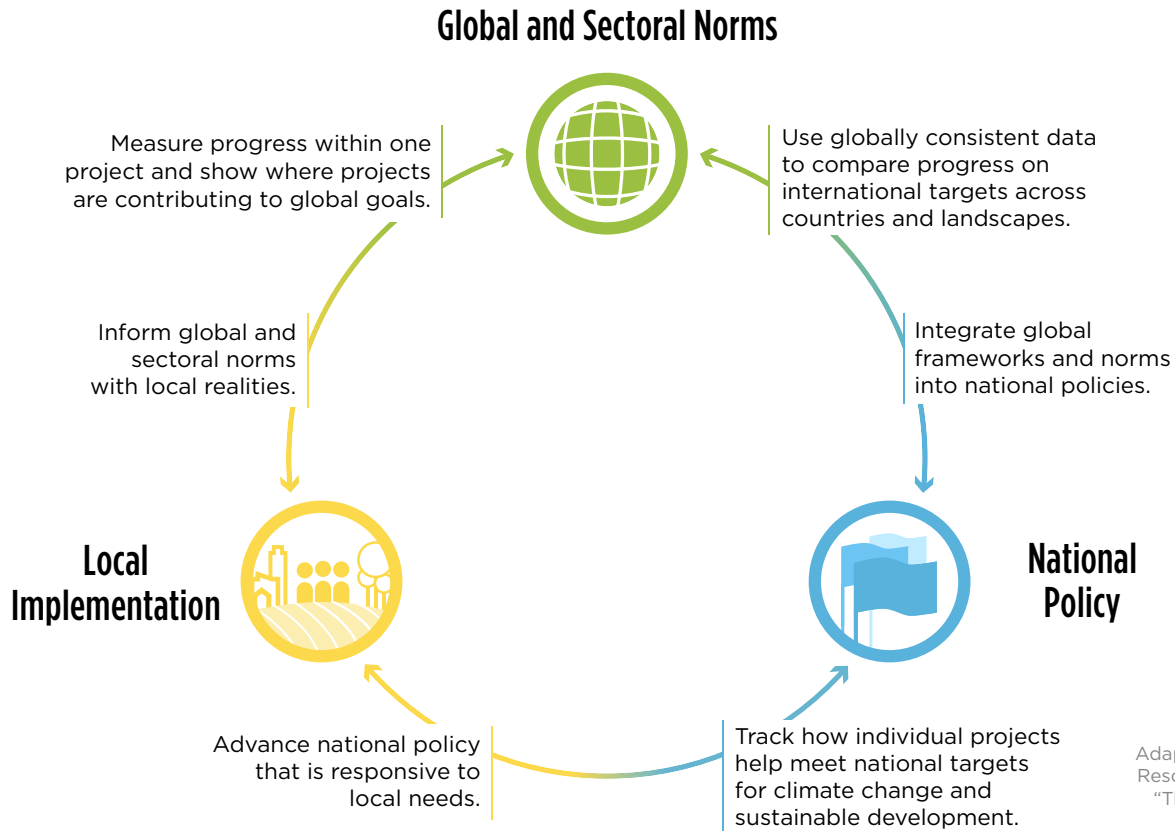 Global and Sectoral Norms
Measure progress within one
project and show where projects
are contributing to global goals.
Use globally consistent data
to compare progress on
international targets across
countries and landscapes.
Inform global and
sectoral norms
with local realities.
Integrate global
frameworks and norms
into national policies.
Local
Implementation
National
Policy
Advance national policy
that is responsive to
local needs.
Track how individual projects
help meet national targets
for climate change and
sustainable development.